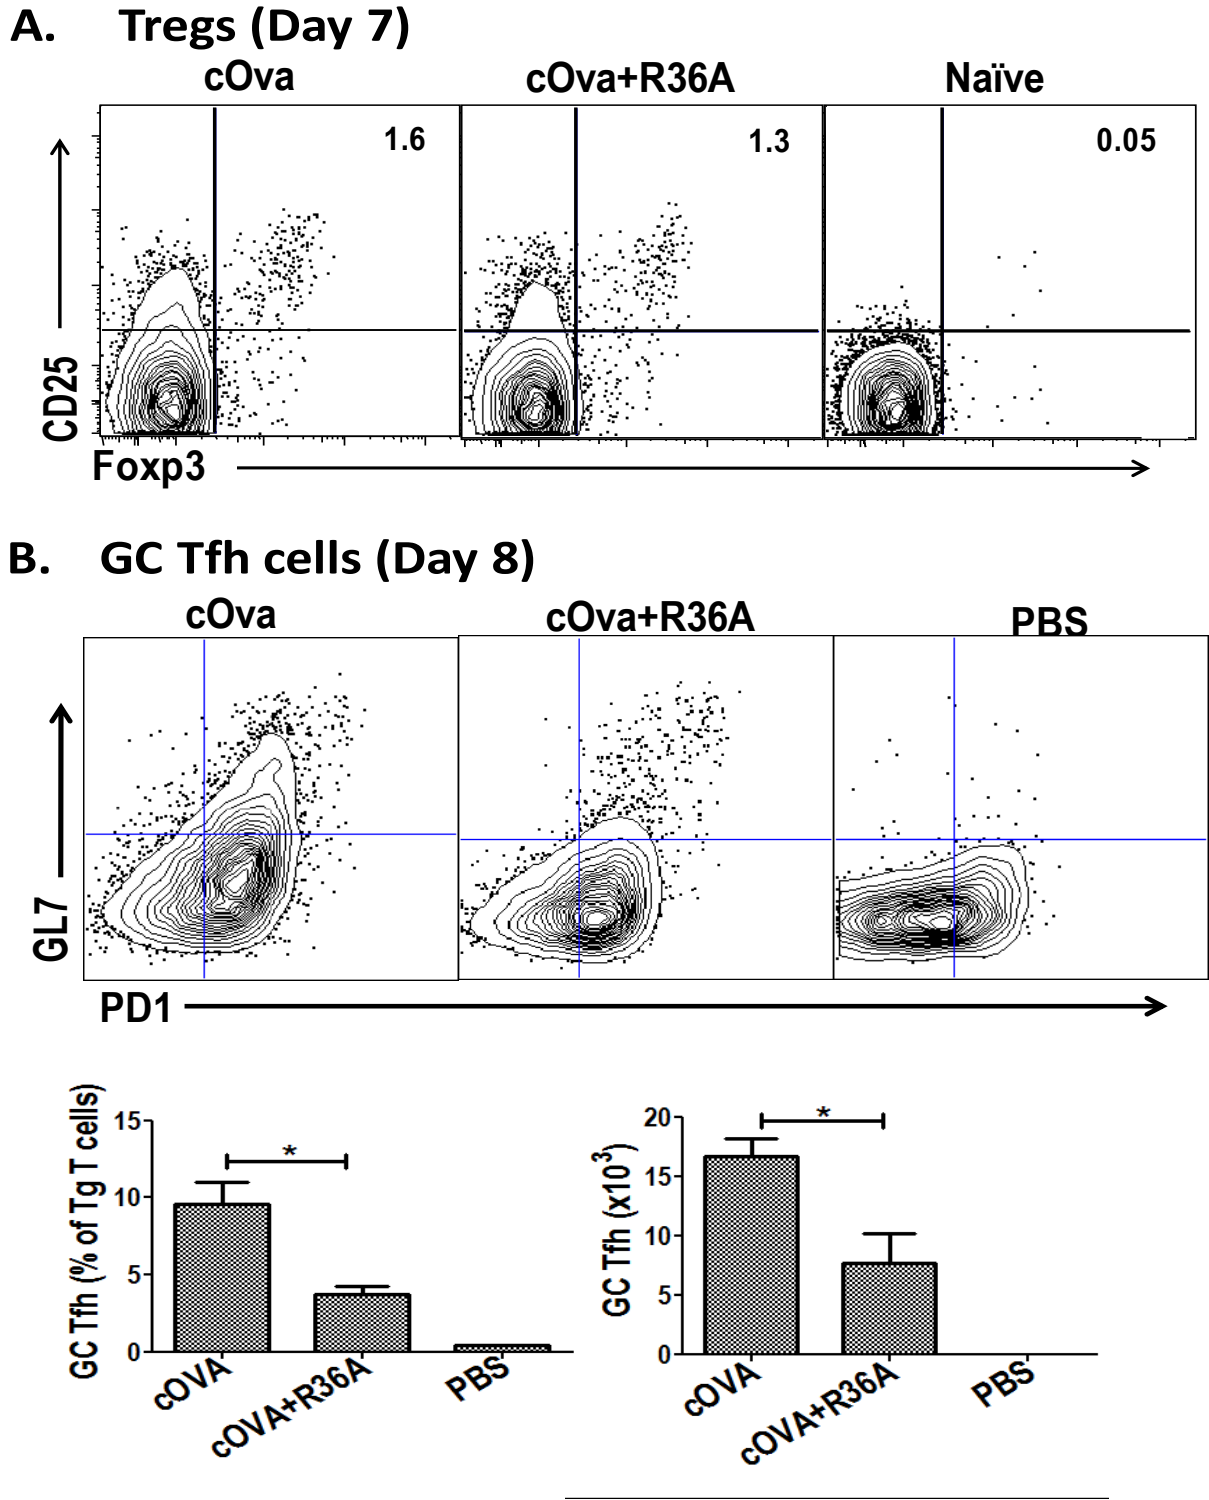 A. Tregs (Day 7)
cOva cOva+R36A Naïve
1.6 1.3 0.05
CD25
Foxp3
B. GC Tfh cells (Day 8)
cOva cOva+R36A PBS
GL7
PD1
GC Tfh (% of Tg T cells)
15
10
5
0
*
cOVA cOVA+R36A PBS
GC Tfh (x10³)
20
15
10
5
0
*
cOVA cOVA+R36A PBS